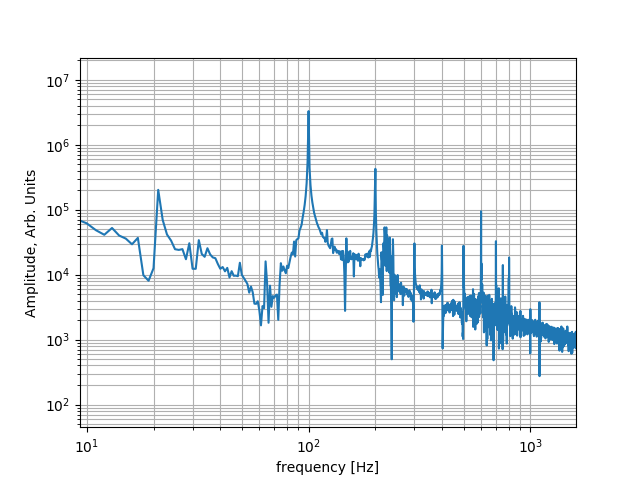 10⁷
10⁶
10⁵
10⁴
10³
10²
Amplitude, Arb. Units
10¹ 10² 10³
frequency [Hz]